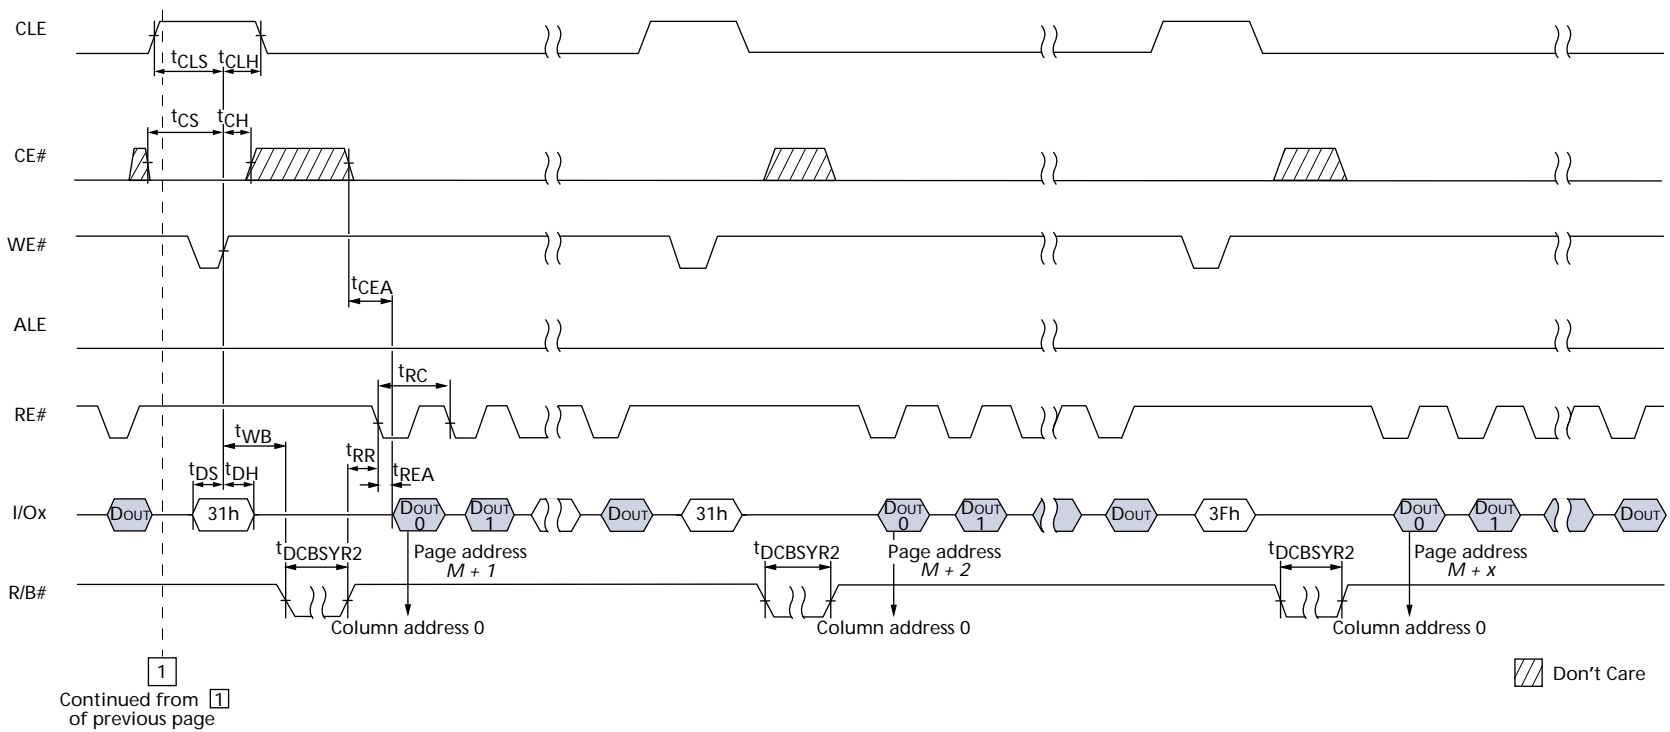 CLE
tCLS tCLH
tCS tCH
CE#
WE#
tCEA
ALE
tRC
RE#
tWB
tRR
tREA
tDS tDH
I/Ox
DOUT
31h
DOUT 0
DOUT 1
DOUT
31h
DOUT 0
DOUT 1
DOUT
3Fh
DOUT 0
DOUT 1
DOUT
tDCBSYR2
Page address
M + 1
tDCBSYR2
Page address
M + 2
tDCBSYR2
Page address
M + x
R/B#
Column address 0
Column address 0
Column address 0
1
Continued from 1
of previous page
Don't Care